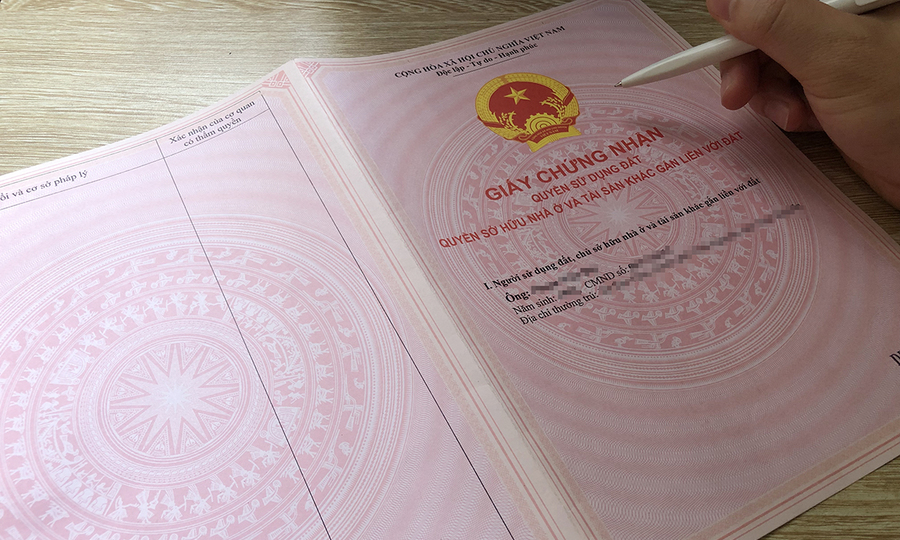 ổi và cơ sở pháp lý
Xác nhận của cơ quan
có thẩm quyền
CỘNG HÒA XÃ HỘI CHỦ NGHĨA VIỆT NAM
Độc lập - Tự do - Hạnh phúc
GIẤY CHỨNG NHẬN
QUYỀN SỬ DỤNG ĐẤT
QUYỀN SỞ HỮU NHÀ Ở VÀ TÀI SẢN KHÁC GẮN LIỀN VỚI ĐẤT
I. Người sử dụng đất, chủ sở hữu nhà ở và tài sản khác gắn liền với đất
Ông:
Năm sinh: CMND số:
Địa chỉ thường trú: